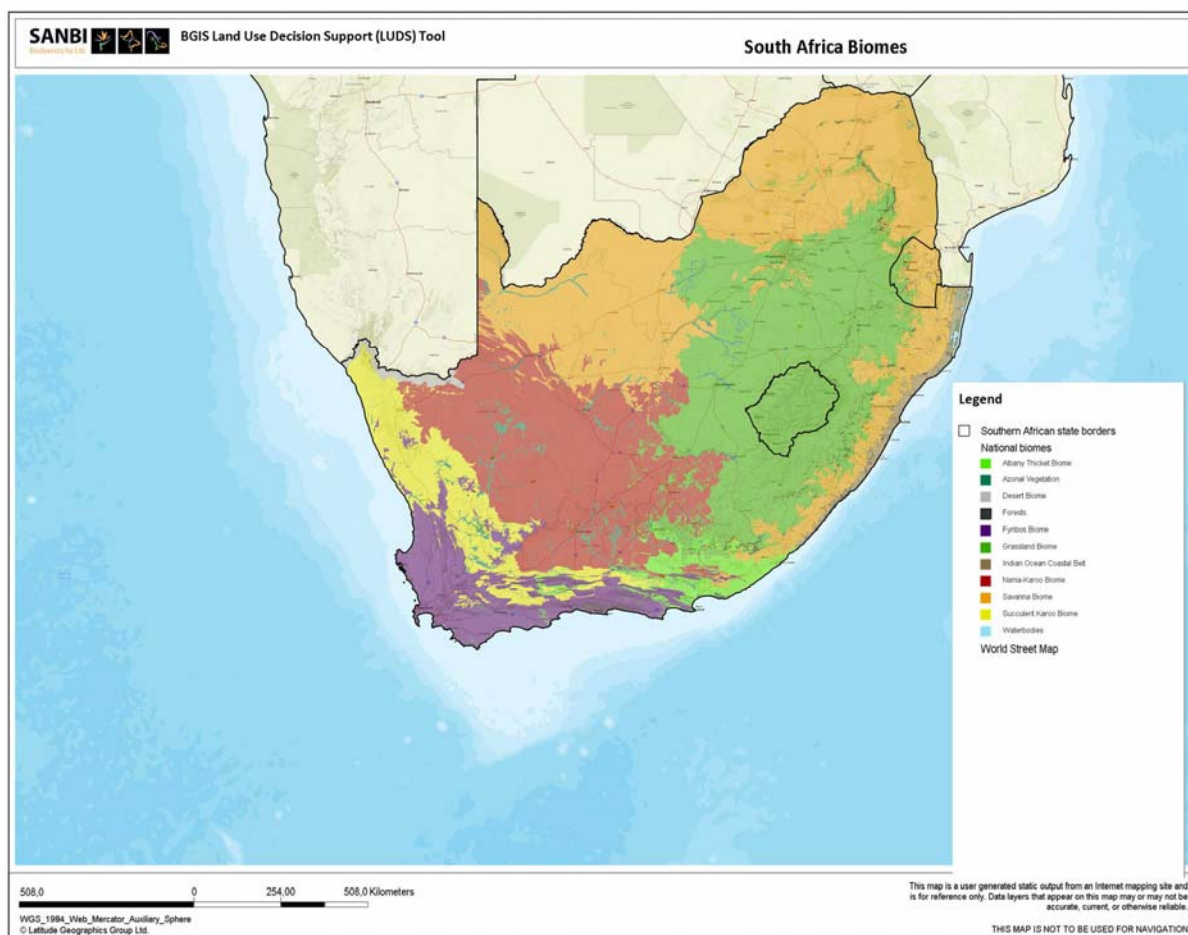 SANBI
Biodiversity for Life
BGIS Land Use Decision Support (LUDS) Tool
South Africa Biomes
Legend
Southern African state borders
National biomes
Albany Thicket Biome
Azonal Vegetation
Desert Biome
Forests
Fynbos Biome
Grassland Biome
Indian Ocean Coastal Belt
Nama-Karoo Biome
Savanna Biome
Succulent Karoo Biome
Waterbodies
World Street Map
508,0 0 254,00 508,0 Kilometers
WGS_1984_Web_Mercator_Auxiliary_Sphere
© Latitude Geographics Group Ltd.
This map is a user generated static output from an Internet mapping site and
is for reference only. Data layers that appear on this map may or may not be
accurate, current, or otherwise reliable.
THIS MAP IS NOT TO BE USED FOR NAVIGATION